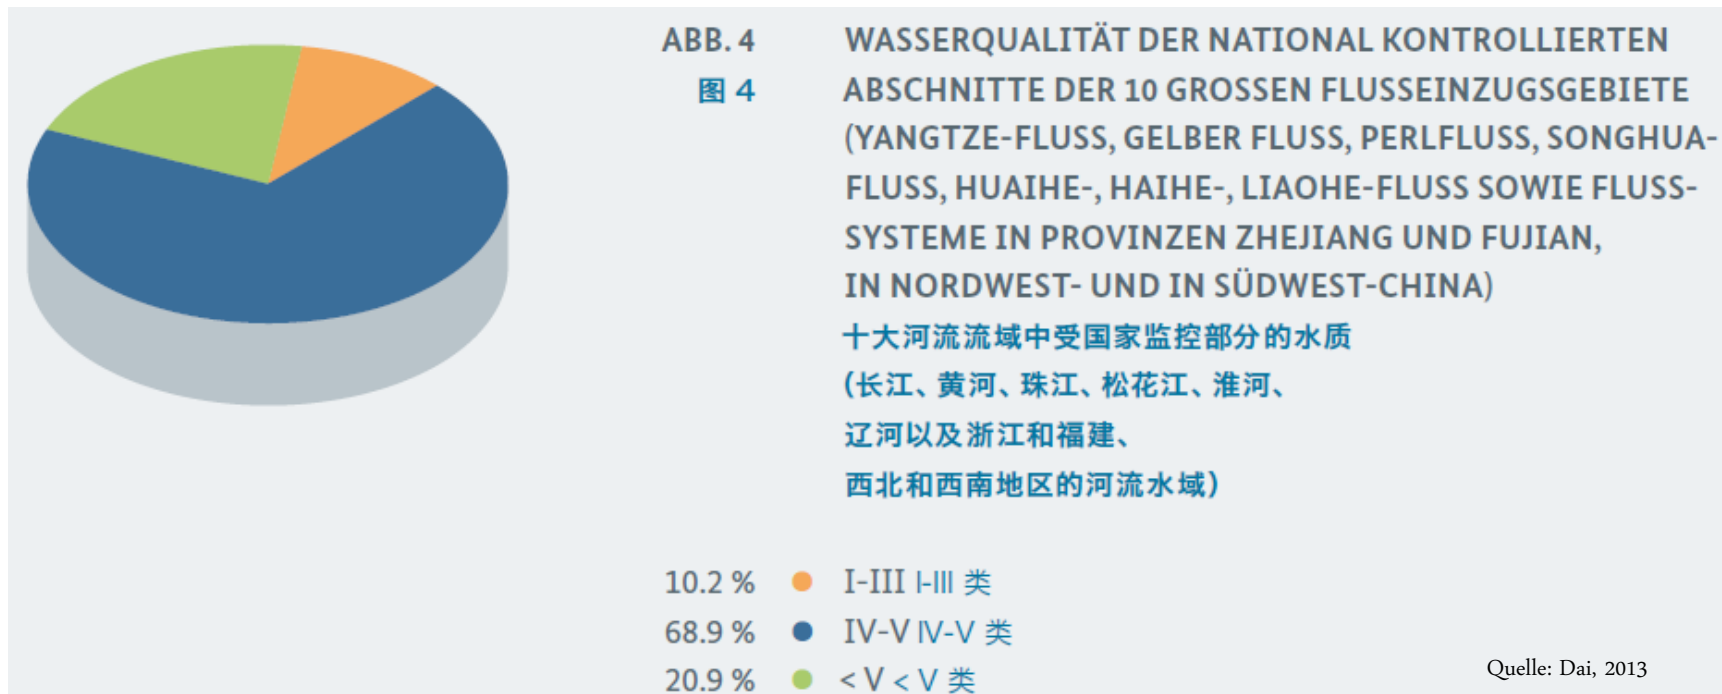 ABB. 4 WASSERQUALITÄT DER NATIONAL KONTROLLIERTEN
图 4 ABSCHNITTE DER 10 GROSSEN FLUSSEINZUGSGEBIETE
(YANGTZE-FLUSS, GELBER FLUSS, PERLFLUSS, SONGHUA-
FLUSS, HUAIHE-, HAIHE-, LIAOHE-FLUSS SOWIE FLUSS-
SYSTEME IN PROVINZEN ZHEJIANG UND FUJIAN,
IN NORDWEST- UND IN SÜDWEST-CHINA)
十大河流流域中受国家监控部分的水质
(长江、黄河、珠江、松花江、淮河、
辽河以及浙江和福建、
西北和西南地区的河流水域)
10.2 % I-III I-III 类
68.9 % IV-V IV-V 类
20.9 % < V < V 类
Quelle: Dai, 2013